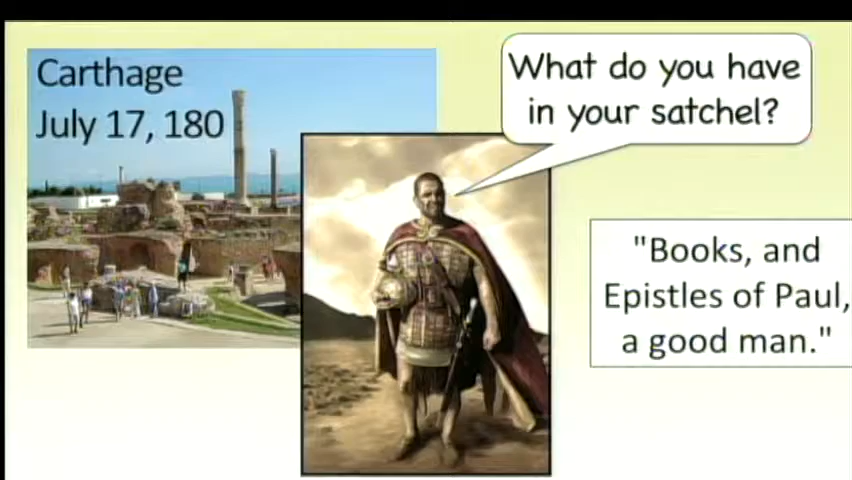 Carthage
July 17, 180
What do you have
in your satchel?
"Books, and
Epistles of Paul,
a good man."